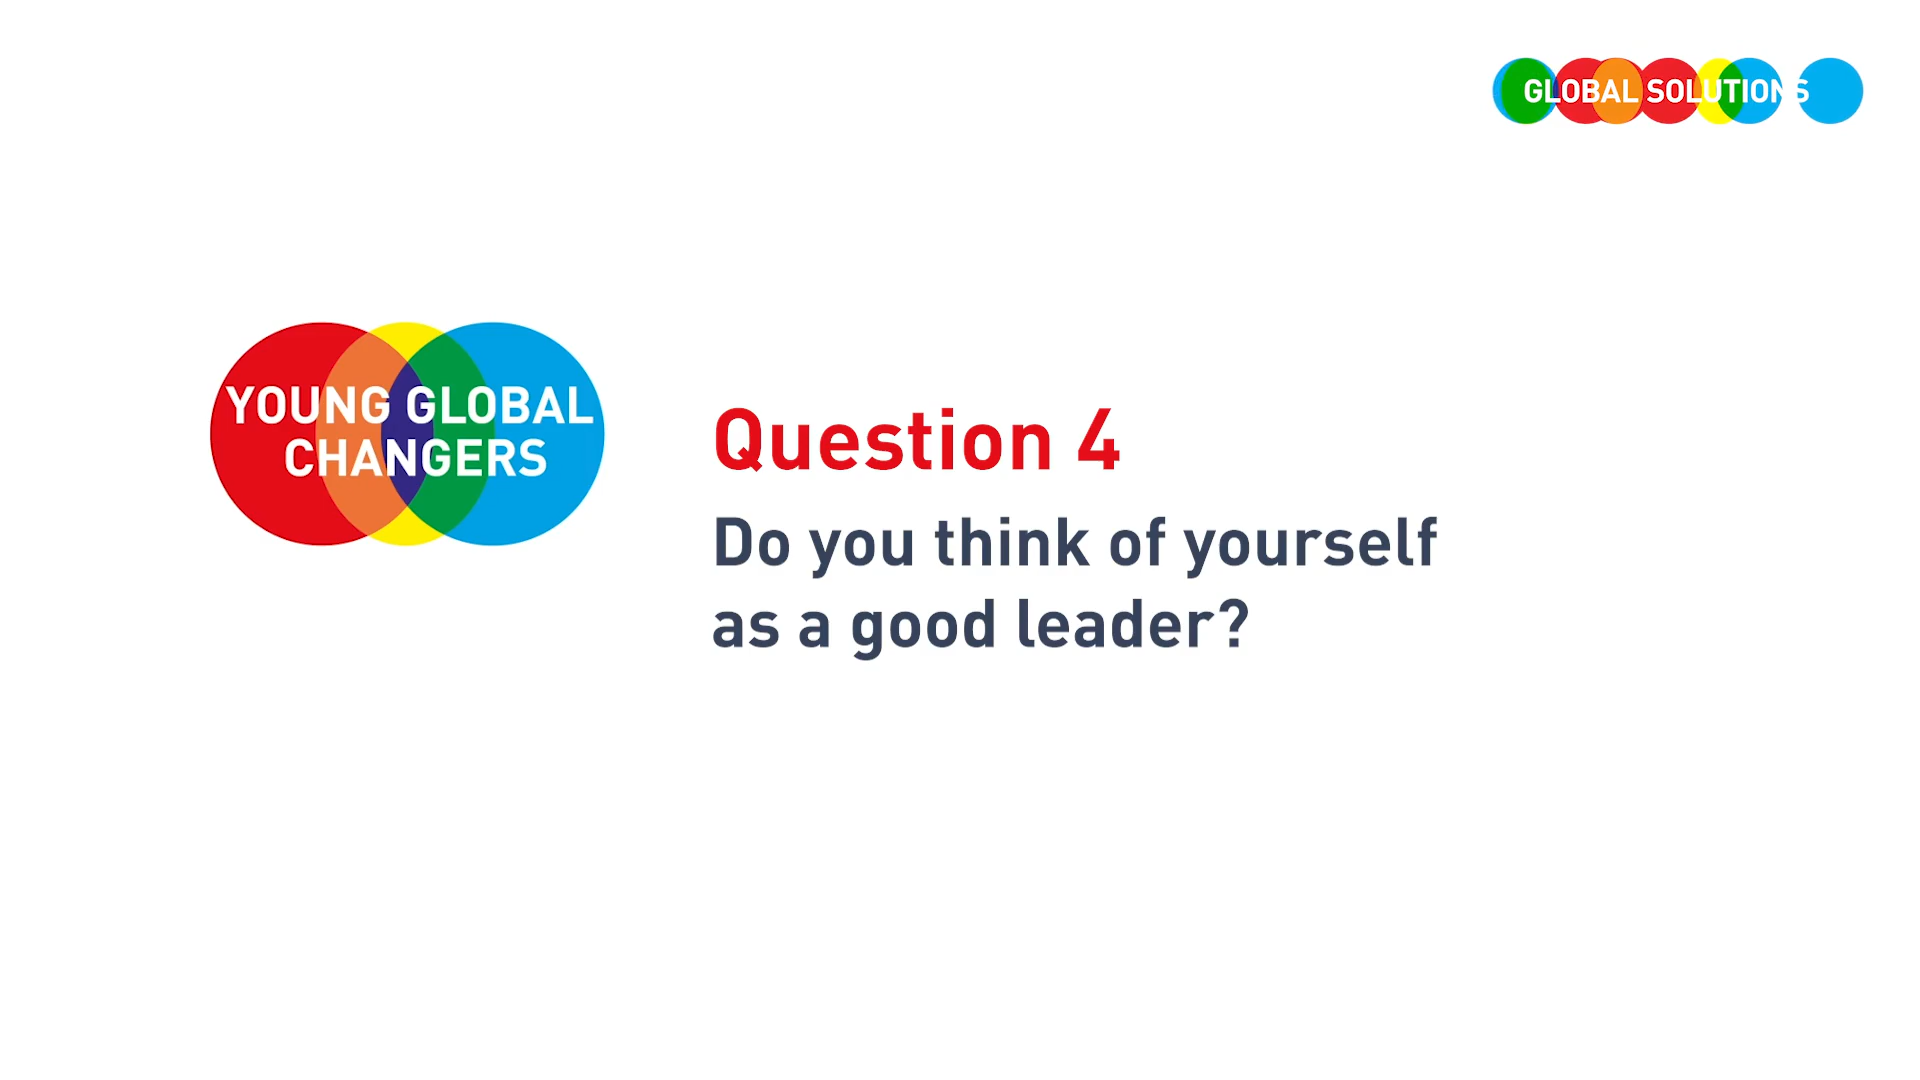 GLOBAL SOLUTIONS
YOUNG GLOBAL
CHANGERS
Question 4
Do you think of yourself
as a good leader?